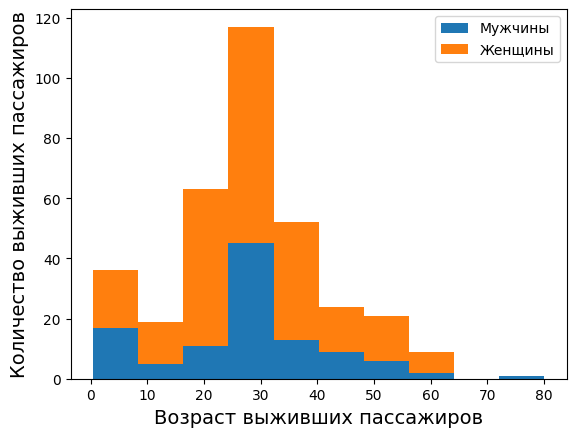 Мужчины
Женщины
Количество выживших пассажиров
120
100
80
60
40
20
0
0 10 20 30 40 50 60 70 80
Возраст выживших пассажиров